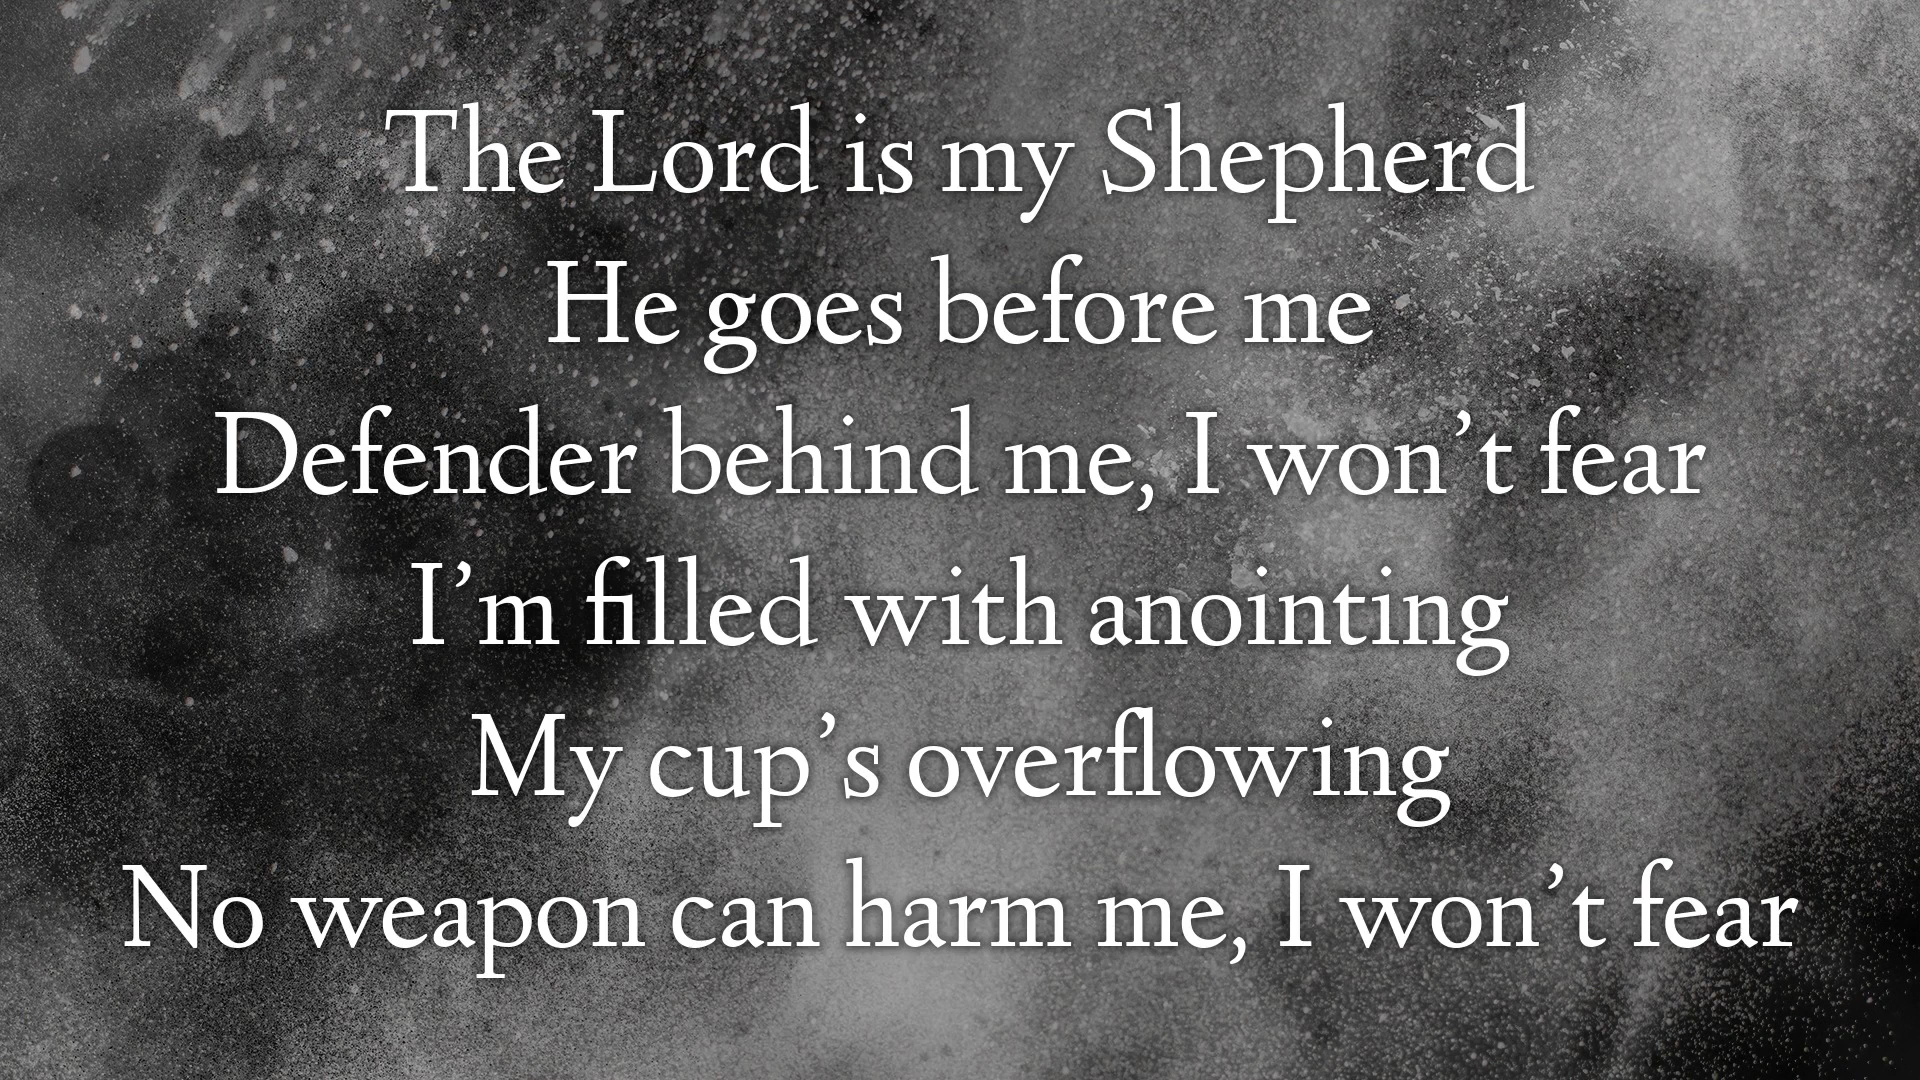 The Lord is my Shepherd
He goes before me
Defender behind me, I won’t fear
I’m filled with anointing
My cup’s overflowing
No weapon can harm me, I won’t fear